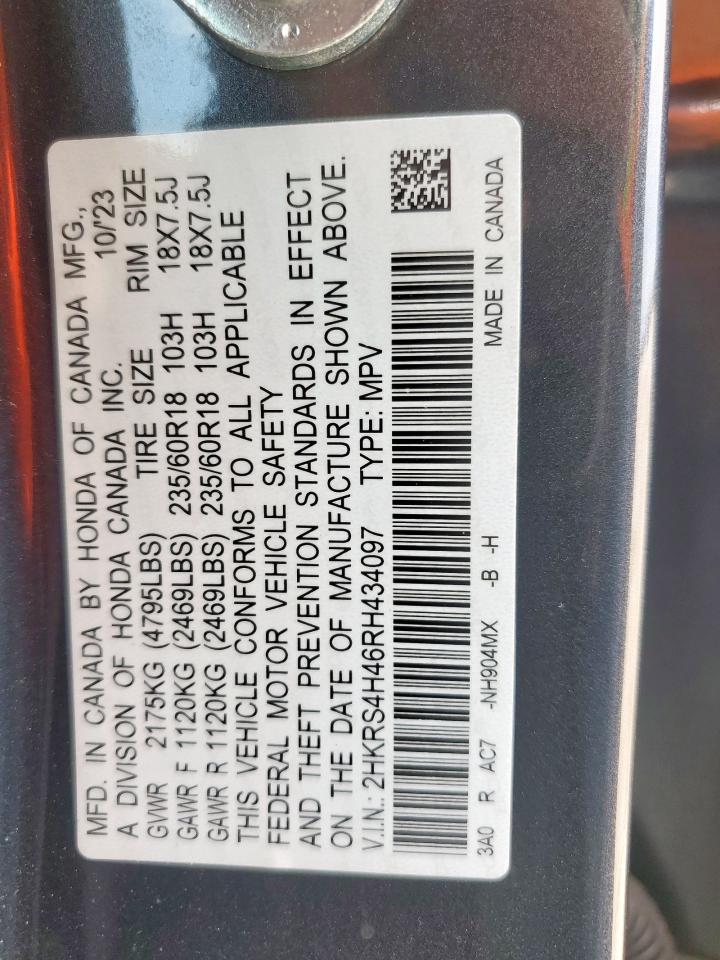 MFD. IN CANADA BY HONDA OF CANADA MFG.,
A DIVISION OF HONDA CANADA INC. 10/'23
GVWR 2175KG (4795LBS) TIRE SIZE RIM SIZE
GAWR F 1120KG (2469LBS) 235/60R18 103H 18X7.5J
GAWR R 1120KG (2469LBS) 235/60R18 103H 18X7.5J
THIS VEHICLE CONFORMS TO ALL APPLICABLE
FEDERAL MOTOR VEHICLE SAFETY
AND THEFT PREVENTION STANDARDS IN EFFECT
ON THE DATE OF MANUFACTURE SHOWN ABOVE.
V.I.N.: 2HKRS4H46RH434097 TYPE: MPV
3A0 R AC7 -NH904MX -B -H MADE IN CANADA